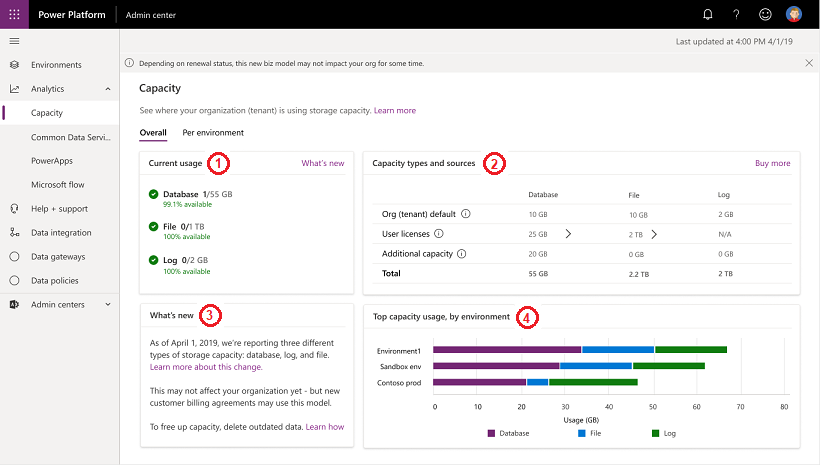 Power Platform Admin center
Last updated at 4:00 PM 4/1/19
Environments
Analytics
Capacity
Common Data Servi...
PowerApps
Microsoft flow
Help + support
Data integration
Data gateways
Data policies
Admin centers
Depending on renewal status, this new biz model may not impact your org for some time.
Capacity
See where your organization (tenant) is using storage capacity. Learn more
Overall Per environment
Current usage 1 What's new
Database 1/55 GB
99.1% available
File 0/1 TB
100% available
Log 0/2 GB
100% available
Capacity types and sources 2 Buy more
Database File Log
Org (tenant) default 10 GB 10 GB 2 GB
User licenses 25 GB 2 TB N/A
Additional capacity 20 GB 0 GB 0 GB
Total 55 GB 2.2 TB 2 TB
What's new 3
As of April 1, 2019, we're reporting three different
types of storage capacity: database, log, and file.
Learn more about this change.
This may not affect your organization yet - but new
customer billing agreements may use this model.
To free up capacity, delete outdated data. Learn how
Top capacity usage, by environment 4
Environment1
Sandbox env
Contoso prod
0 10 20 30 40 50 60 70 80
Usage (GB)
Database File Log